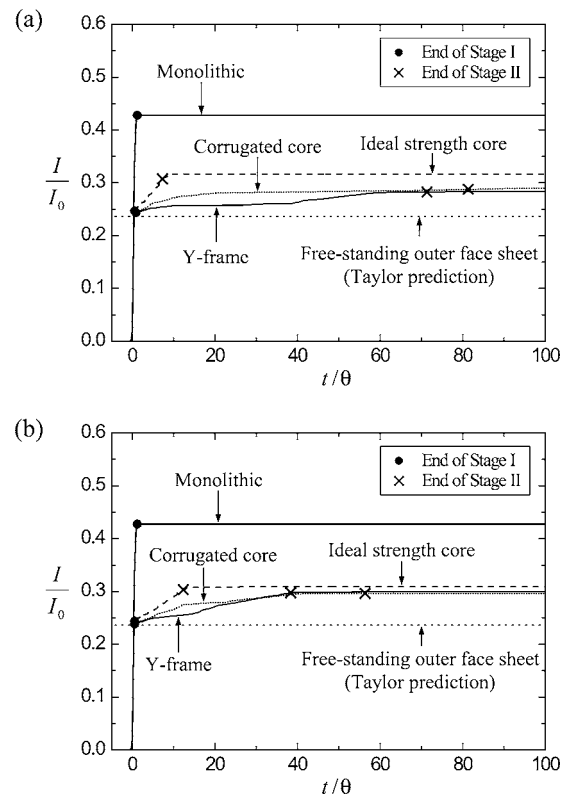 (a)
0.6
0.5
0.4
0.3
0.2
0.1
0.0
I
I0
End of Stage I
End of Stage II
Monolithic
Corrugated core
Ideal strength core
Y-frame
Free-standing outer face sheet
(Taylor prediction)
0 20 40 60 80 100
t/θ
(b)
0.6
0.5
0.4
0.3
0.2
0.1
0.0
I
I0
End of Stage I
End of Stage II
Monolithic
Corrugated core
Ideal strength core
Y-frame
Free-standing outer face sheet
(Taylor prediction)
0 20 40 60 80 100
t/θ